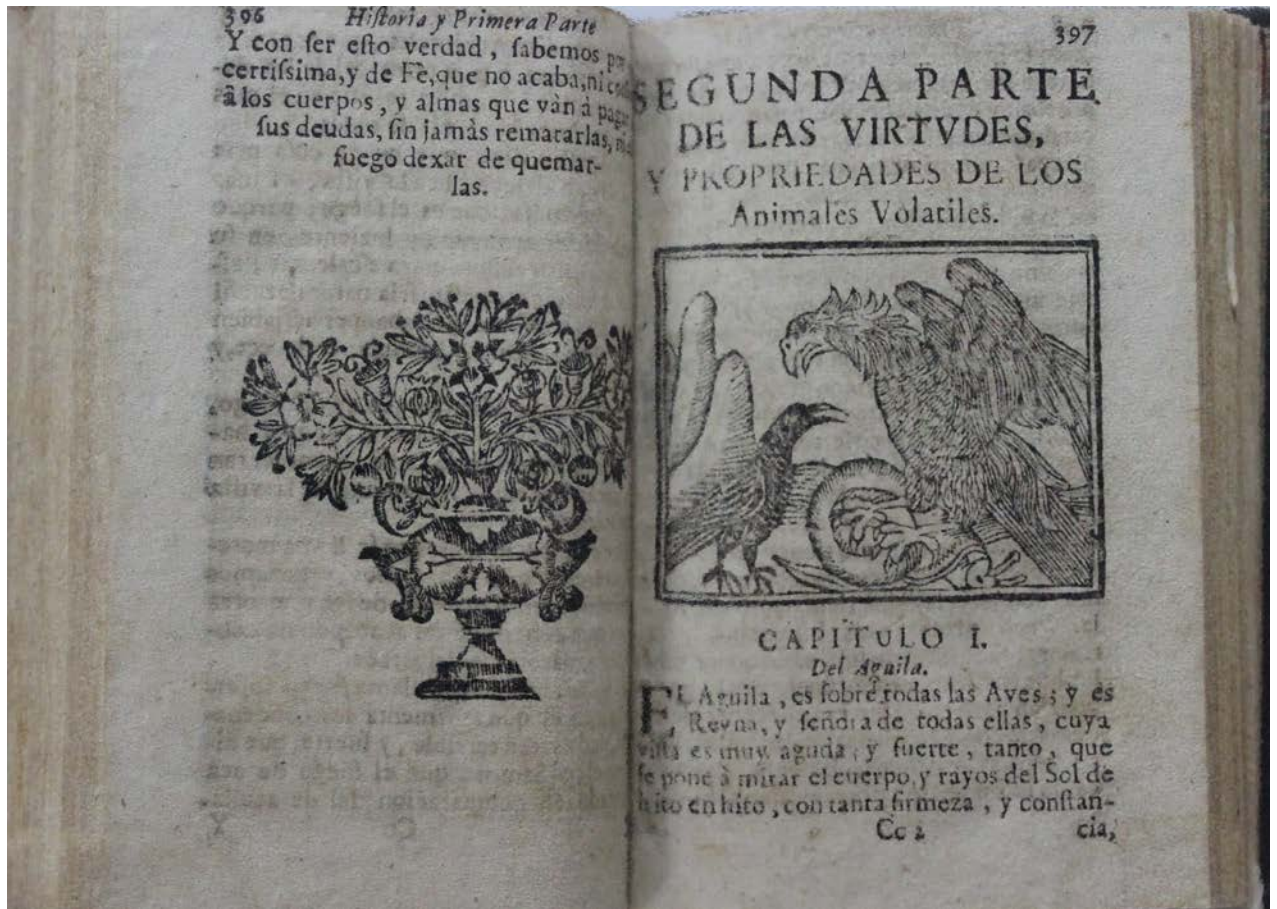 396 Hiſtoria y Primera Parte
Y con ſer eſto verdad, ſabemos por
certiſsima, y de Fè, que no acaba, ni
à los cuerpos, y almas que vàn à pagar
ſus deudas, ſin jamàs rematarlas,
fuego dexar de quemar-
las.
397
SEGUNDA PARTE
DE LAS VIRTVDES,
Y PROPRIEDADES DE LOS
Animales Volatiles.
CAPITULO I.
Del Aguila.
EL Aguila, es ſobre todas las Aves; y es
Reyna, y ſeñora de todas ellas, cuya
viſta es muy aguda, y fuerte, tanto, que
ſe pone à mirar el cuerpo, y rayos del Sol de
hito en hito, con tanta firmeza, y conſtan-
Cc 2 cia,